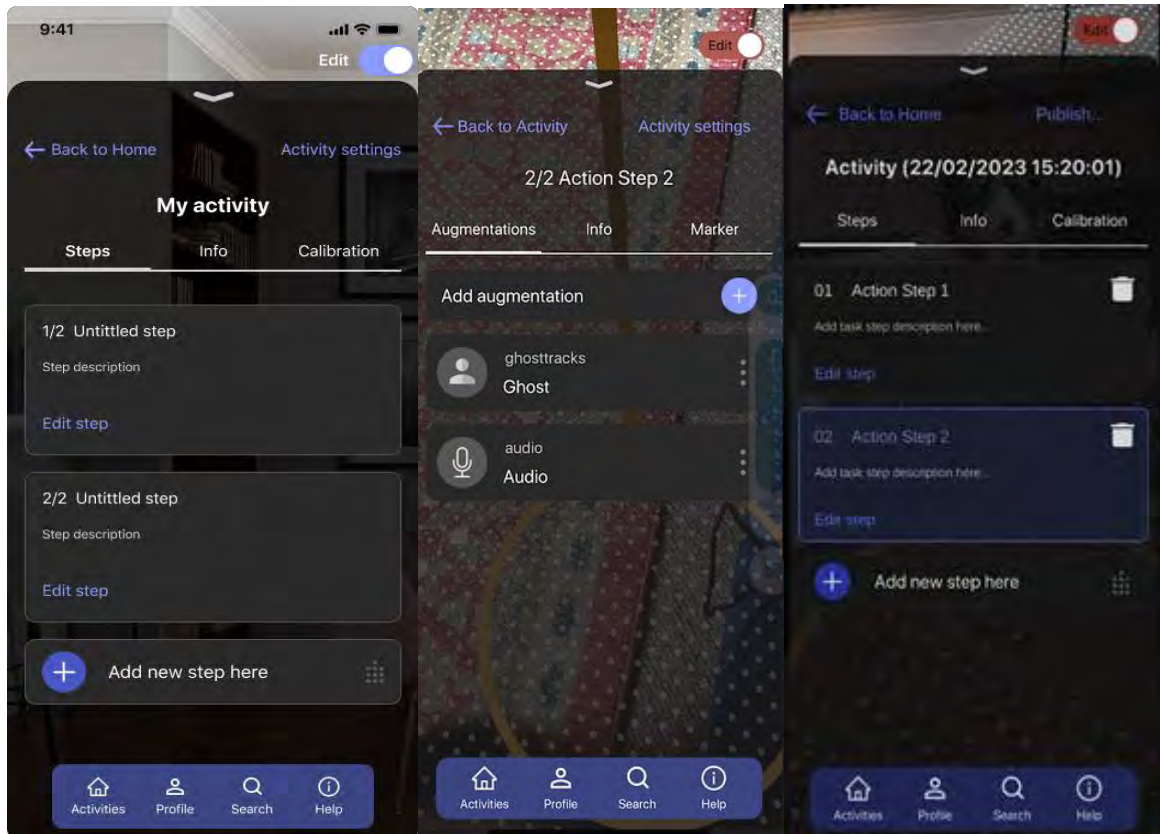 9:41
Edit
Back to Home
Activity settings
My activity
Steps
Info
Calibration
1/2 Untittled step
Step description
Edit step
2/2 Untittled step
Step description
Edit step
Add new step here
Activities
Profile
Search
Help
Edit
Back to Activity
Activity settings
2/2 Action Step 2
Augmentations
Info
Marker
Add augmentation
ghosttracks
Ghost
audio
Audio
Activities
Profile
Search
Help
Edit
Back to Home
Publish...
Activity (22/02/2023 15:20:01)
Steps
Info
Calibration
01 Action Step 1
Add task step description here...
Edit step
02 Action Step 2
Add task step description here...
Edit step
Add new step here
Activities
Profile
Search
Help